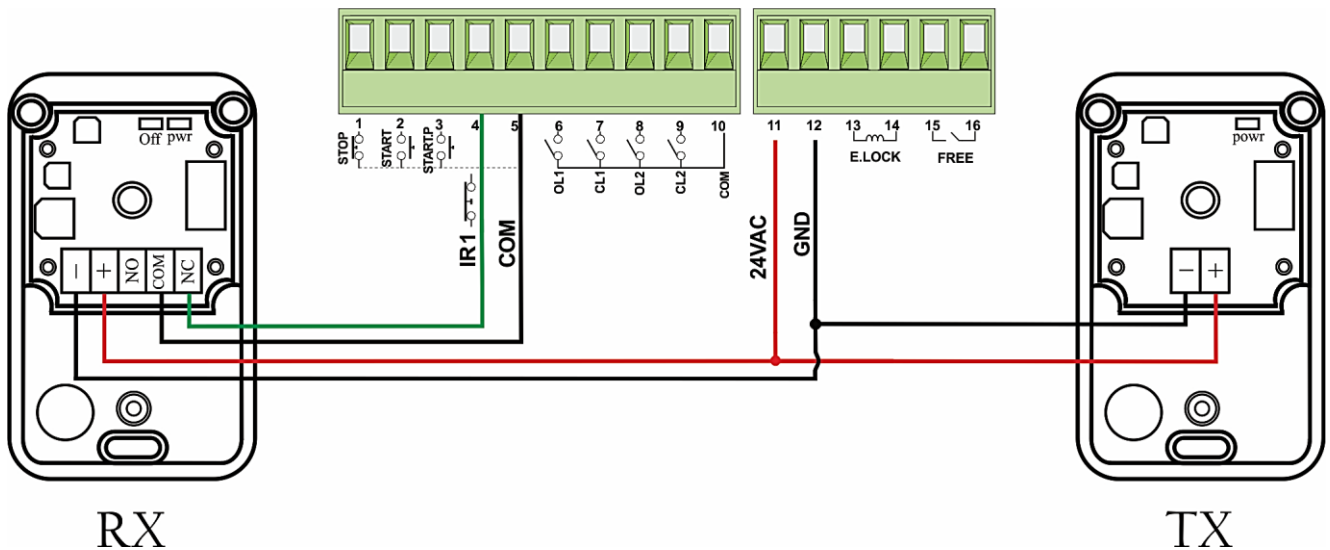 1 2 3 4 5 6 7 8 9 10 11 12 13 14 15 16
STOP
START
START.P
IR1
COM
OL1
CL1
OL2
CL2
COM
24VAC
GND
E.LOCK
FREE
Off pwr
− + NO COM NC
powr
− +
RX
TX